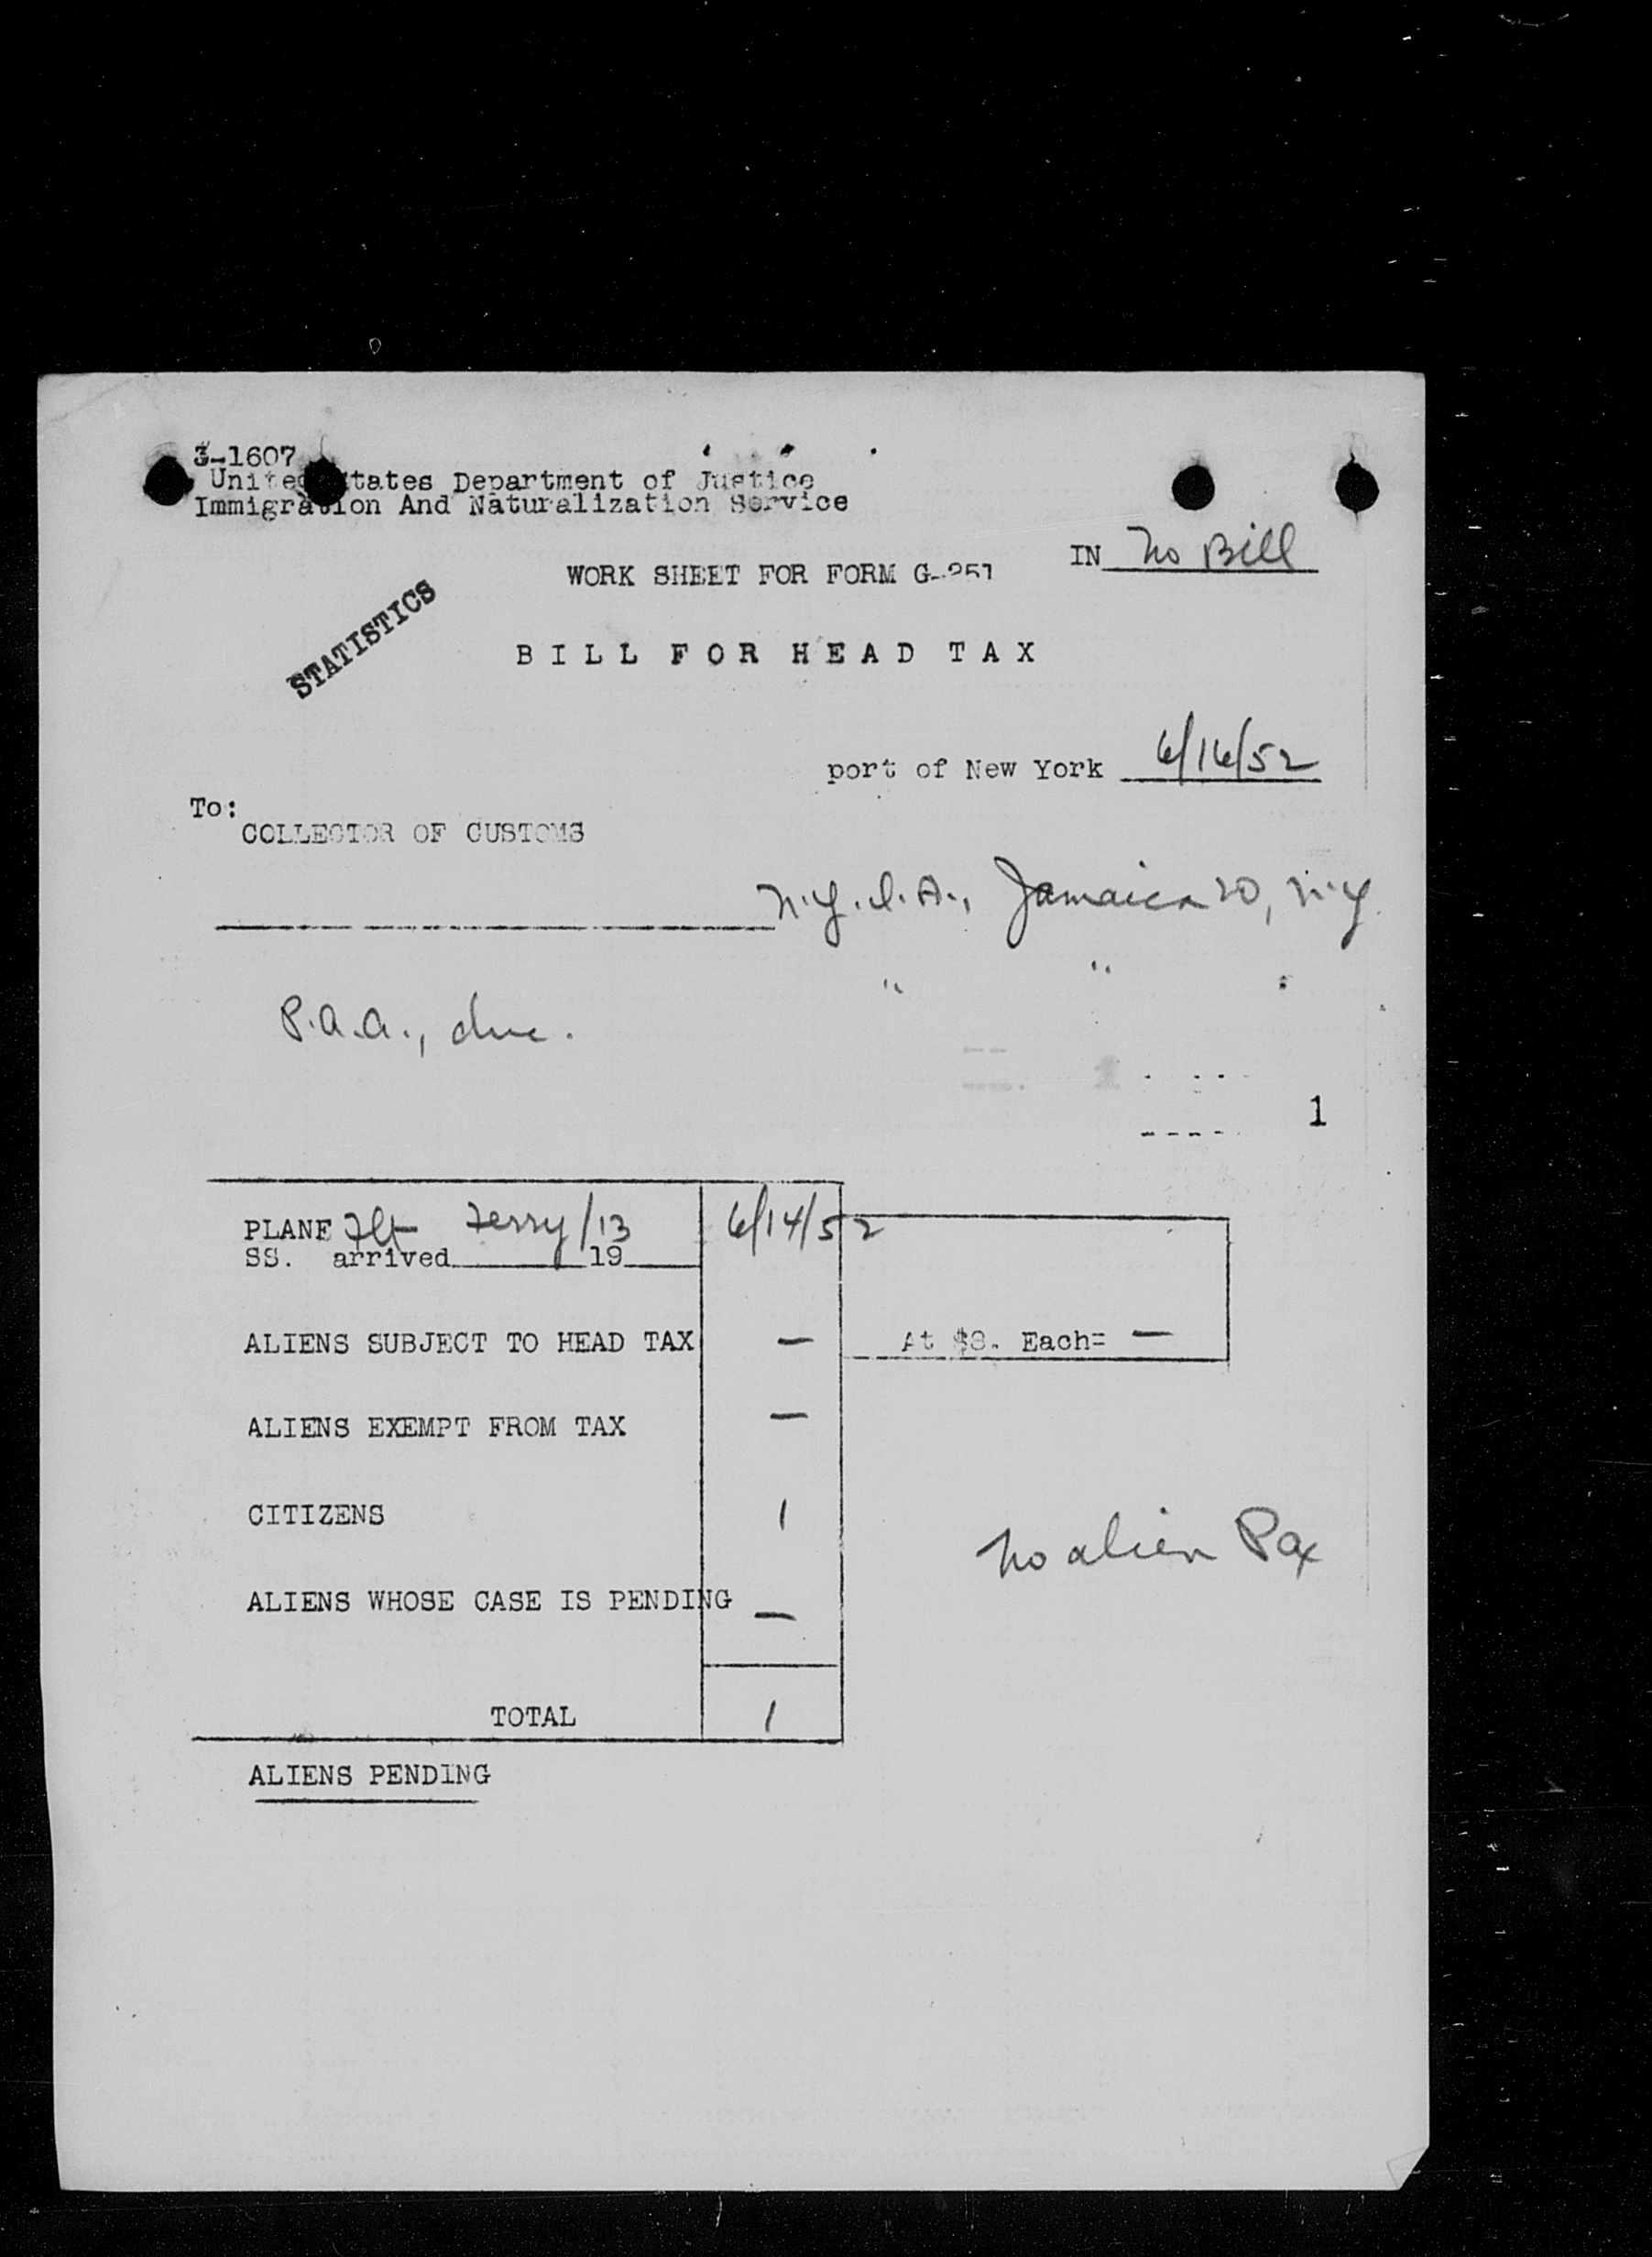 3-1607
United States Department of Justice
Immigration And Naturalization Service
IN No Bill
WORK SHEET FOR FORM G-251
STATISTICS
BILL FOR HEAD TAX
port of New York 6/16/52
To:
COLLECTOR OF CUSTOMS
N.Y.I.A., Jamaica 20, N.Y.
" " "
P.A.A., Inc.
1
PLANE Flt Ferry/13 6/14/52
SS. arrived 19
ALIENS SUBJECT TO HEAD TAX — At $8. Each= —
ALIENS EXEMPT FROM TAX —
CITIZENS 1
No alien Pax
ALIENS WHOSE CASE IS PENDING —
TOTAL 1
ALIENS PENDING